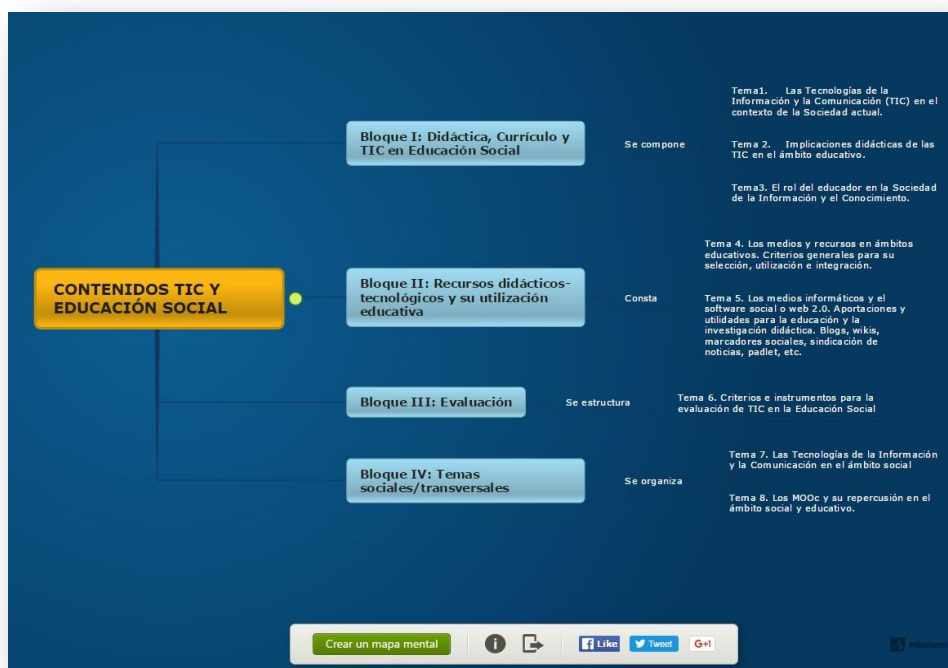 CONTENIDOS TIC Y
EDUCACIÓN SOCIAL
Bloque I: Didáctica, Currículo y
TIC en Educación Social
Se compone
Tema1. Las Tecnologías de la
Información y la Comunicación (TIC) en el
contexto de la Sociedad actual.
Tema 2. Implicaciones didácticas de las
TIC en el ámbito educativo.
Tema3. El rol del educador en la Sociedad
de la Información y el Conocimiento.
Bloque II: Recursos didácticos-
tecnológicos y su utilización
educativa
Consta
Tema 4. Los medios y recursos en ámbitos
educativos. Criterios generales para su
selección, utilización e integración.
Tema 5. Los medios informáticos y el
software social o web 2.0. Aportaciones y
utilidades para la educación y la
investigación didáctica. Blogs, wikis,
marcadores sociales, sindicación de
noticias, padlet, etc.
Bloque III: Evaluación
Se estructura
Tema 6. Criterios e instrumentos para la
evaluación de TIC en la Educación Social
Bloque IV: Temas
sociales/transversales
Se organiza
Tema 7. Las Tecnologías de la Información
y la Comunicación en el ámbito social
Tema 8. Los MOOc y su repercusión en el
ámbito social y educativo.
Crear un mapa mental
Like
Tweet
G+1